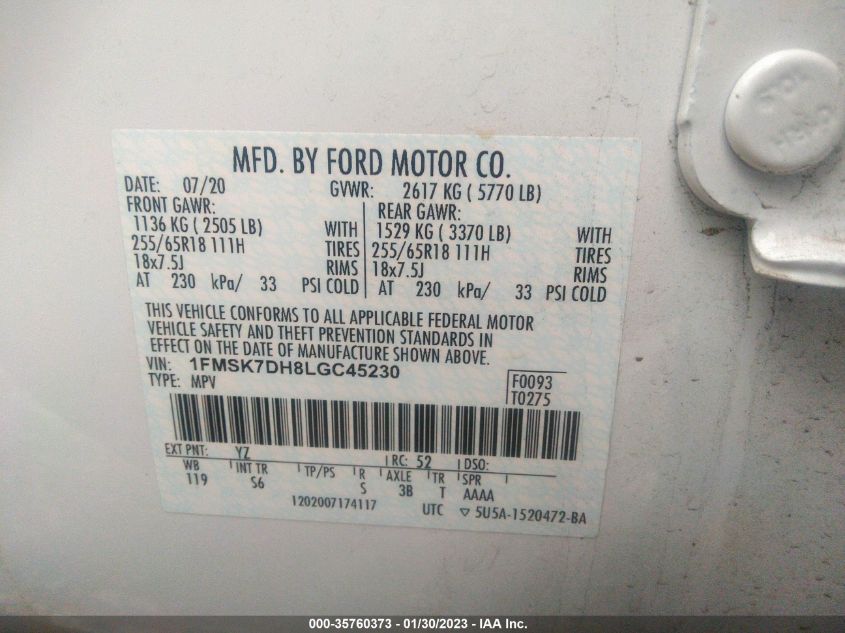 MFD. BY FORD MOTOR CO.
DATE: 07/20 GVWR: 2617 KG ( 5770 LB)
FRONT GAWR: REAR GAWR:
1136 KG ( 2505 LB) WITH 1529 KG ( 3370 LB) WITH
255/65R18 111H TIRES 255/65R18 111H TIRES
18x7.5J RIMS 18x7.5J RIMS
AT 230 kPa/ 33 PSI COLD AT 230 kPa/ 33 PSI COLD
THIS VEHICLE CONFORMS TO ALL APPLICABLE FEDERAL MOTOR
VEHICLE SAFETY AND THEFT PREVENTION STANDARDS IN
EFFECT ON THE DATE OF MANUFACTURE SHOWN ABOVE.
VIN: 1FMSK7DH8LGC45230
TYPE: MPV
F0093
T0275
EXT PNT: YZ RC: 52 DSO:
WB INT TR TP/PS R AXLE TR SPR
119 S6 S 3B T AAAA
1202007174117 UTC ▽ 5U5A-1520472-BA
000-35760373 - 01/30/2023 - IAA Inc.